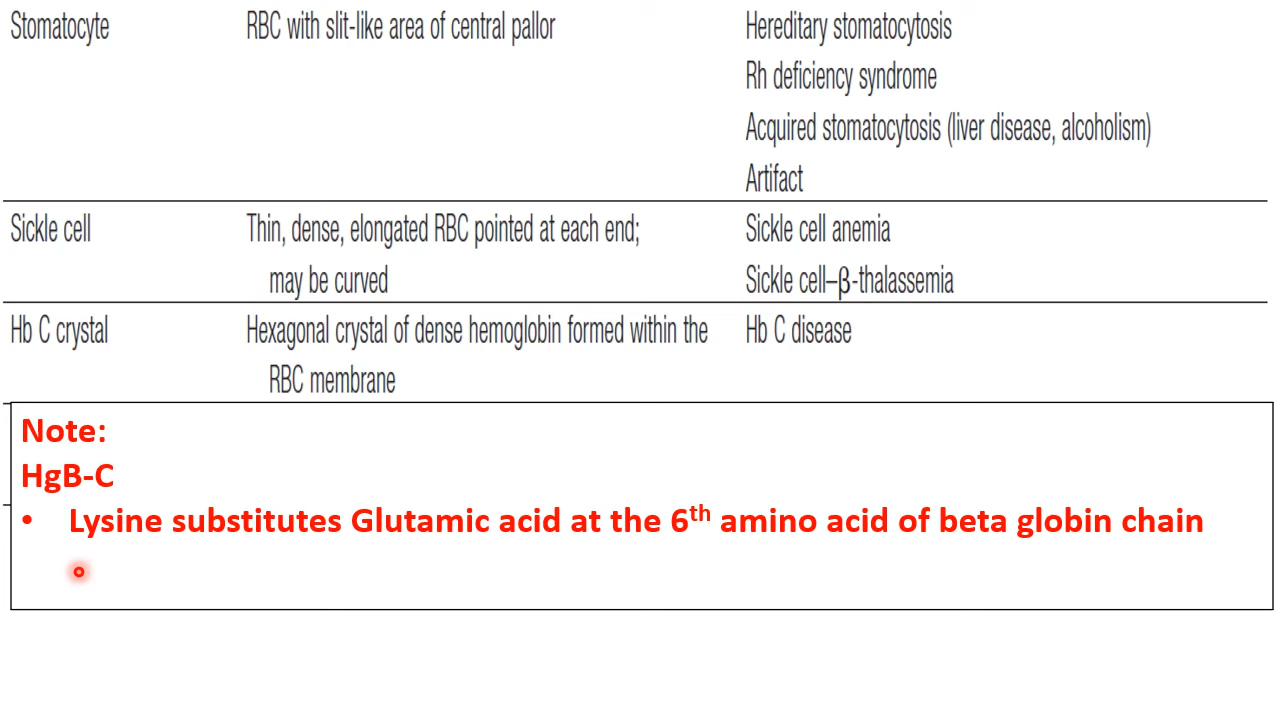 Stomatocyte RBC with slit-like area of central pallor Hereditary stomatocytosis
Rh deficiency syndrome
Acquired stomatocytosis (liver disease, alcoholism)
Artifact
Sickle cell Thin, dense, elongated RBC pointed at each end; Sickle cell anemia
may be curved Sickle cell–β-thalassemia
Hb C crystal Hexagonal crystal of dense hemoglobin formed within the Hb C disease
RBC membrane
Note:
HgB-C
• Lysine substitutes Glutamic acid at the 6th amino acid of beta globin chain